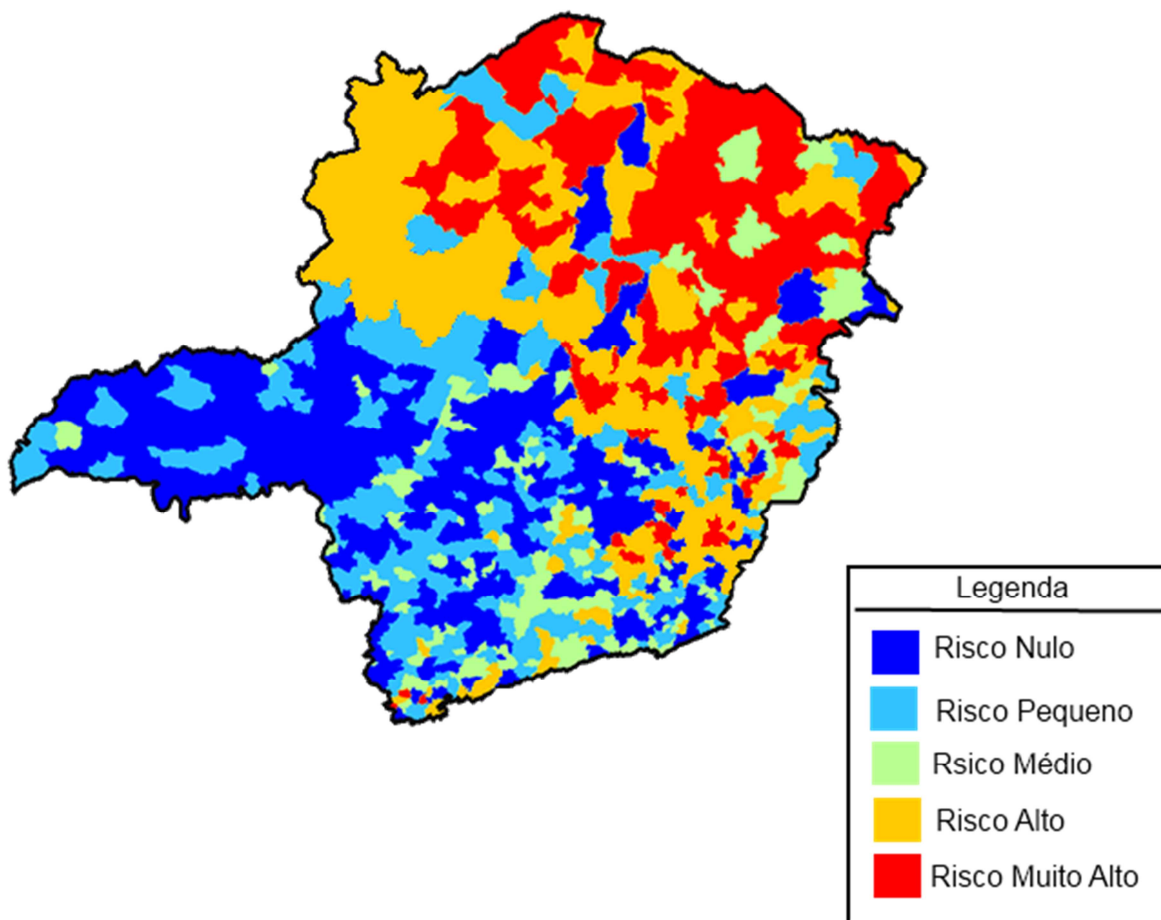 Legenda
Risco Nulo
Risco Pequeno
Rsico Médio
Risco Alto
Risco Muito Alto